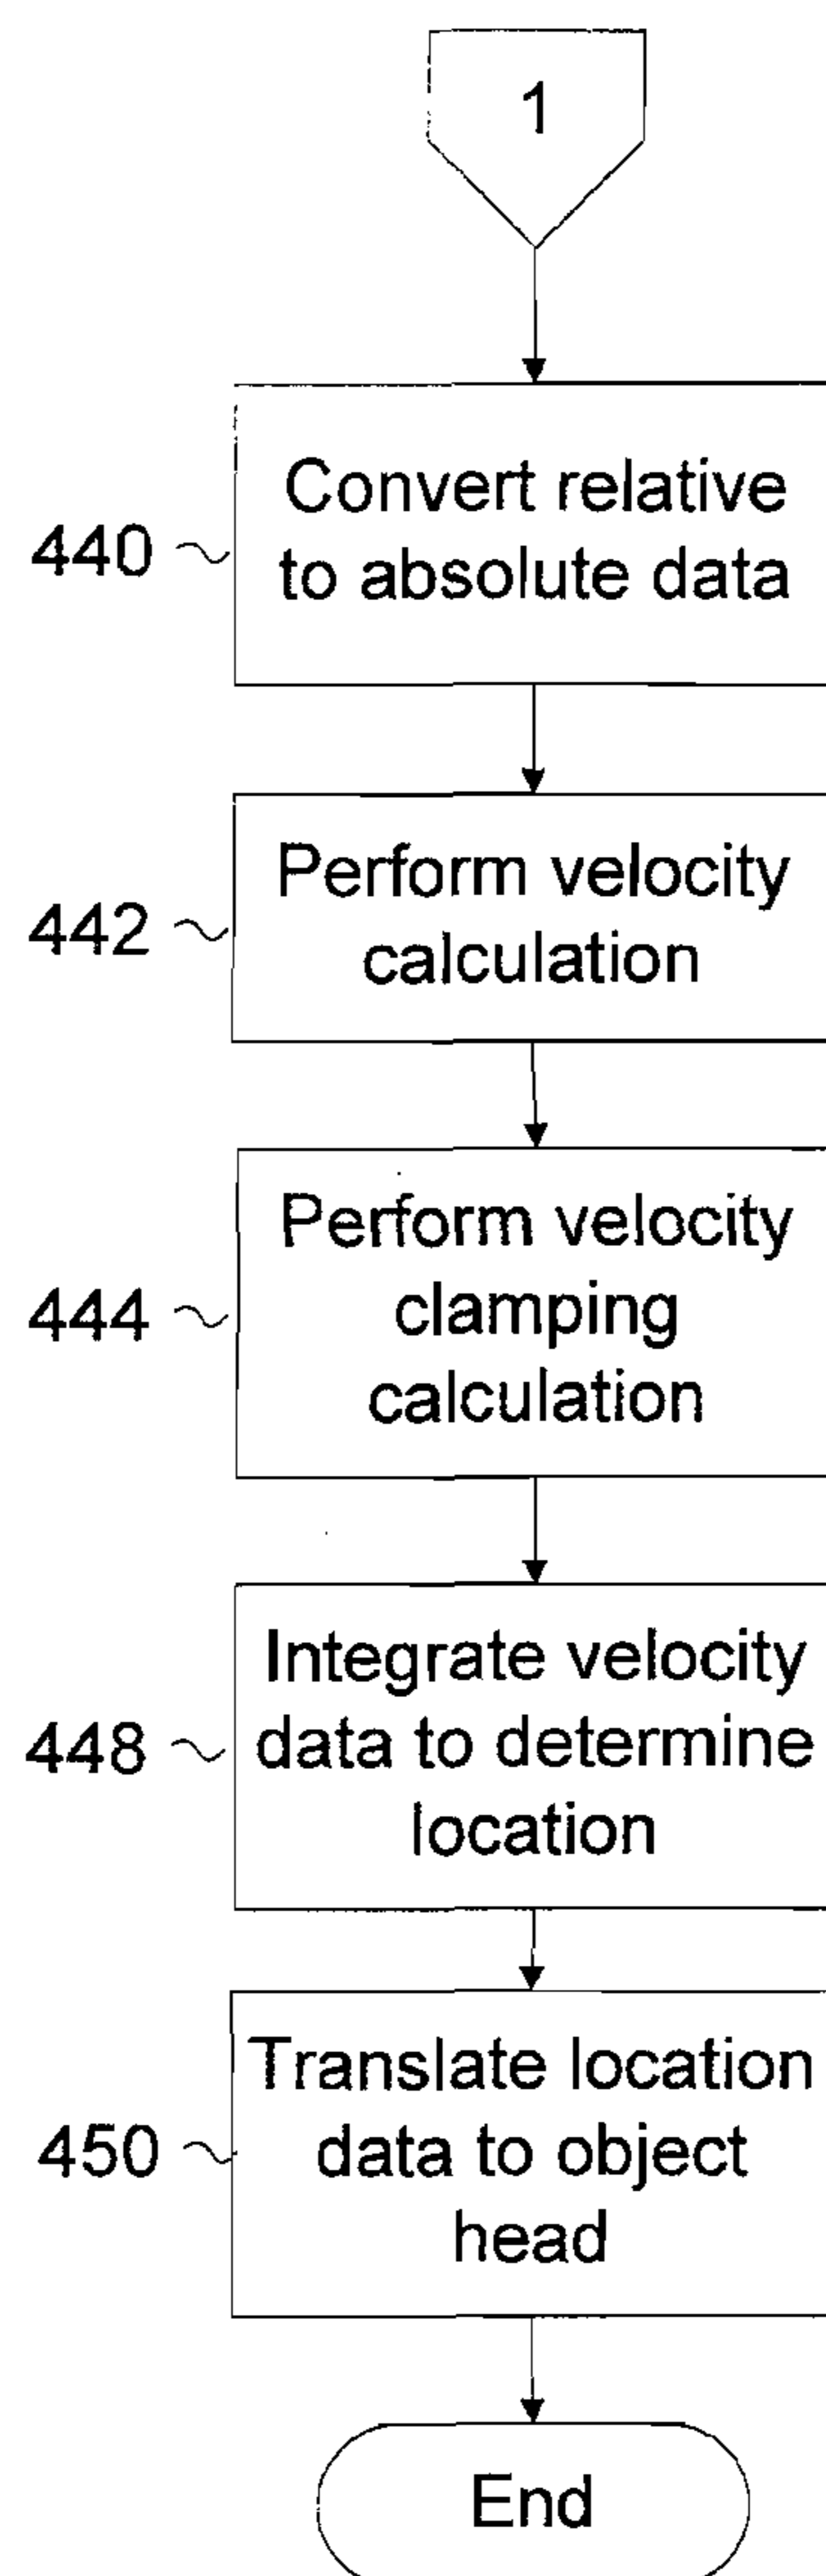 1
440
Convert relative
to absolute data
442
Perform velocity
calculation
444
Perform velocity
clamping
calculation
448
Integrate velocity
data to determine
location
450
Translate location
data to object
head
End